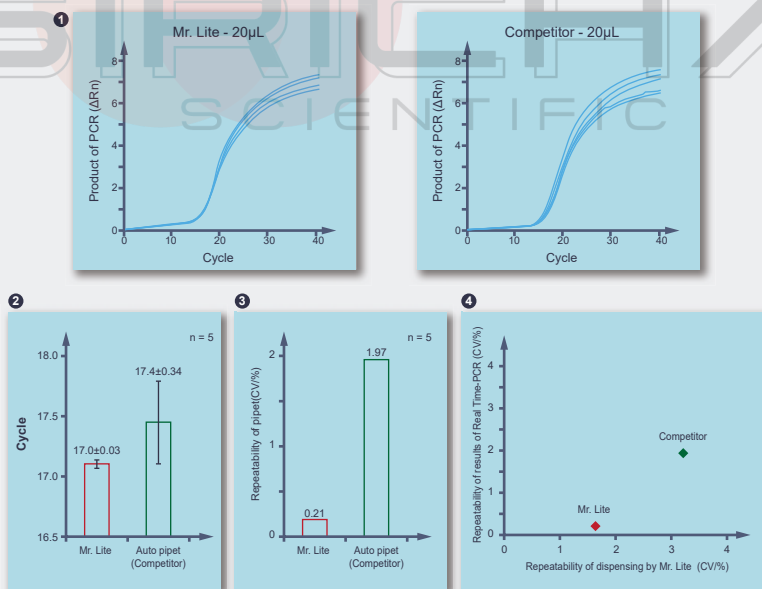 SIRICHAI
SCIENTIFIC
1
Mr. Lite - 20µL
Product of PCR (ΔRn)
8
6
4
2
0
0 10 20 30 40
Cycle
Competitor - 20µL
Product of PCR (ΔRn)
8
6
4
2
0
0 10 20 30 40
Cycle
2
n = 5
Cycle
18.0
17.5
17.0
16.5
17.4±0.34
17.0±0.03
Mr. Lite
Auto pipet
(Competitor)
3
n = 5
Repeatability of pipet(CV/%)
2
1
0
1.97
0.21
Mr. Lite
Auto pipet
(Competitor)
4
Repeatability of results of Real Time-PCR (CV/%)
4
3
2
1
0
Competitor
Mr. Lite
0 1 2 3 4
Repeatability of dispensing by Mr. Lite (CV/%)